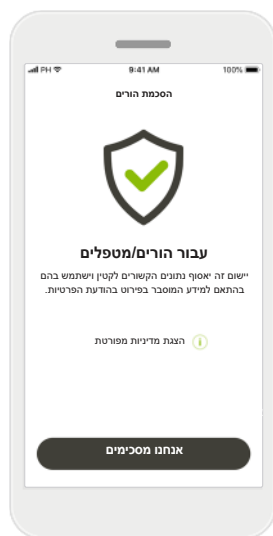 PH 9:41 AM 100%
הסכמת הורים
עבור הורים/מטפלים
יישום זה יאסוף נתונים הקשורים לקטין וישתמש בהם
בהתאם למידע המוסבר בפירוט בהודעת הפרטיות.
הצגת מדיניות מפורטת
אנחנו מסכימים